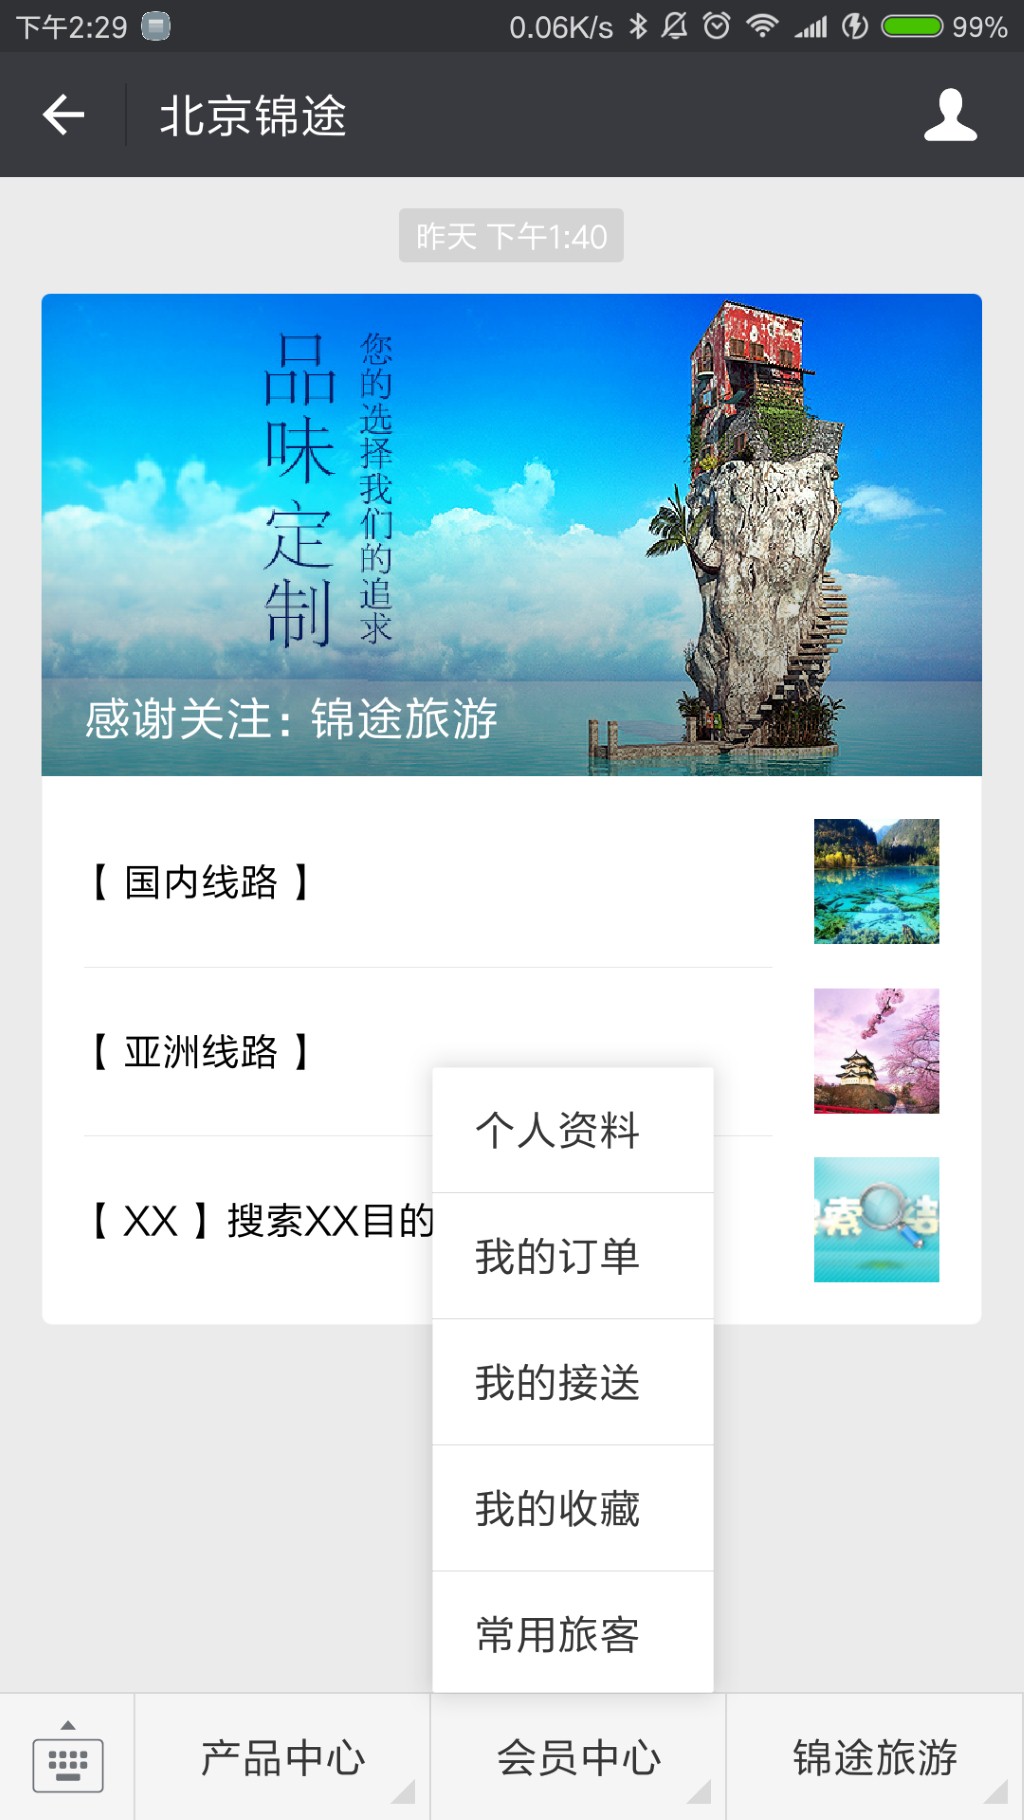 下午2:29
0.06K/s
99%
北京锦途
昨天 下午1:40
品味定制
您的选择我们的追求
感谢关注：锦途旅游
【 国内线路 】
【 亚洲线路 】
【 XX 】搜索XX目的
个人资料
我的订单
我的接送
我的收藏
常用旅客
产品中心
会员中心
锦途旅游